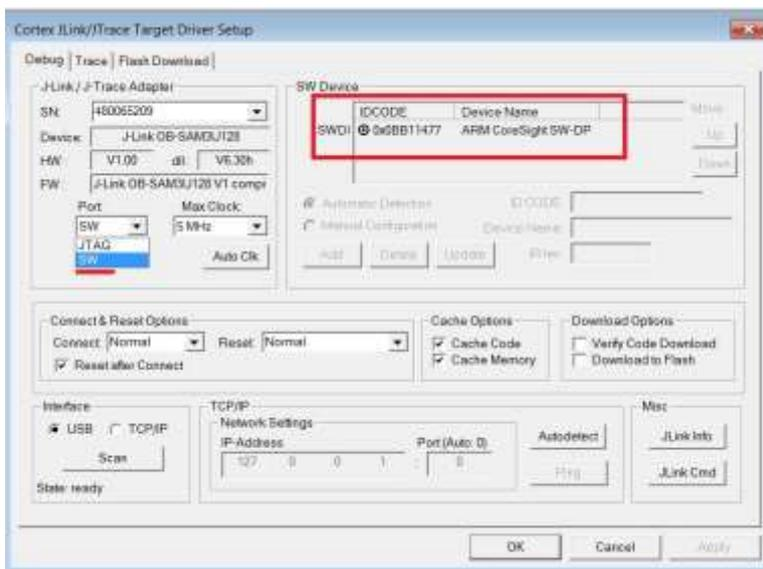 Cortex JLink/JTrace Target Driver Setup
Debug Trace Flash Download
J-Link / J-Trace Adapter
SN: 480065209
Device: J-Link OB-SAM3U128
HW: V1.00 dll: V6.30h
FW: J-Link OB-SAM3U128 V1 compi
Port Max Clock:
SW 5 MHz
JTAG
SW
Auto Clk
SW Device
IDCODE Device Name Move
SWDI 0x0BB11477 ARM CoreSight SW-DP Up
Down
Automatic Detection ID CODE:
Manual Configuration Device Name:
Add Delete Update IR len:
Connect & Reset Options
Connect: Normal Reset: Normal
Reset after Connect
Cache Options
Cache Code
Cache Memory
Download Options
Verify Code Download
Download to Flash
Interface
USB TCP/IP
Scan
State: ready
TCP/IP
Network Settings
IP-Address Port (Auto: 0)
127 0 0 1 : 0
Autodetect
Ping
Misc
JLink Info
JLink Cmd
OK Cancel Apply